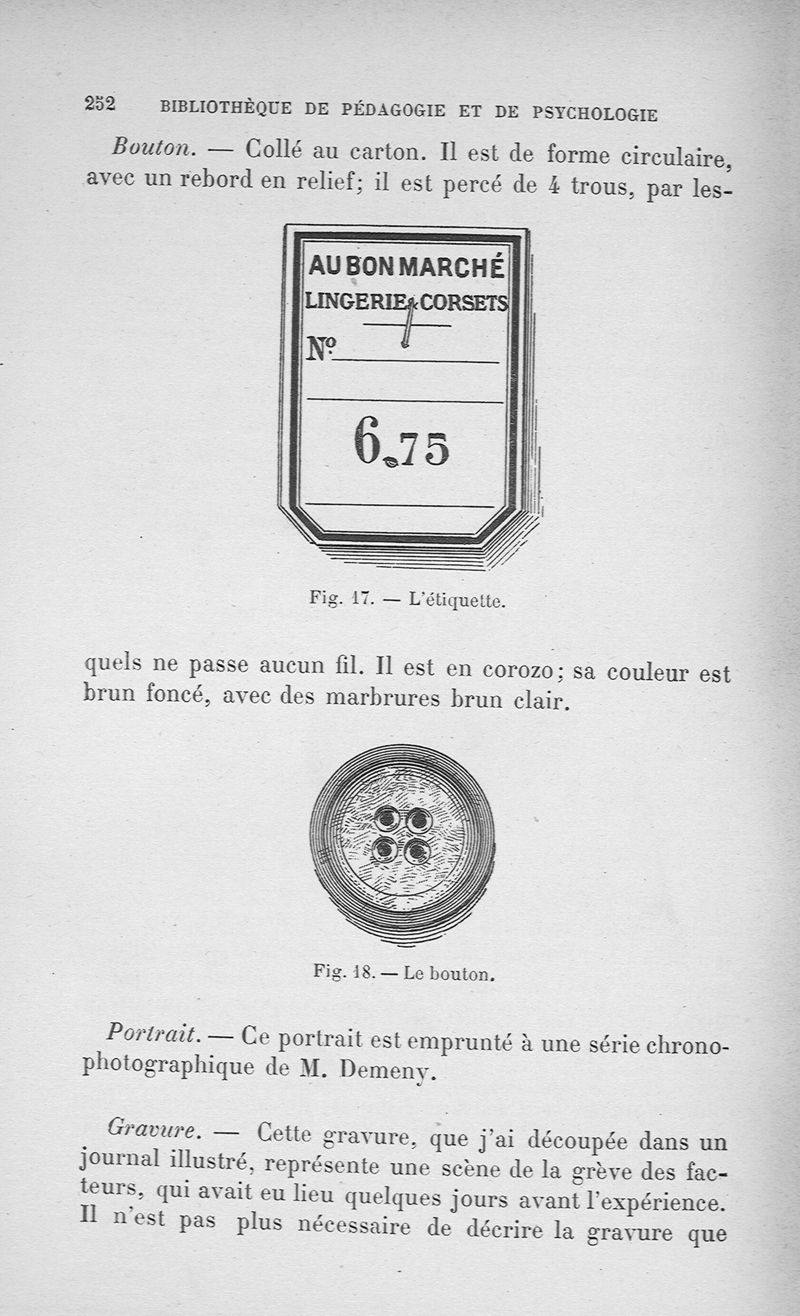 252 BIBLIOTHÈQUE DE PÉDAGOGIE ET DE PSYCHOLOGIE
Bouton. — Collé au carton. Il est de forme circulaire,
avec un rebord en relief; il est percé de 4 trous, par les-
AU BON MARCHÉ
LINGERIE & CORSETS
Nº
6.75
Fig. 17. — L'étiquette.
quels ne passe aucun fil. Il est en corozo; sa couleur est
brun foncé, avec des marbrures brun clair.
Fig. 18. — Le bouton.
Portrait. — Ce portrait est emprunté à une série chrono-
photographique de M. Demeny.
Gravure. — Cette gravure, que j'ai découpée dans un
journal illustré, représente une scène de la grève des fac-
teurs, qui avait eu lieu quelques jours avant l'expérience.
Il n'est pas plus nécessaire de décrire la gravure que